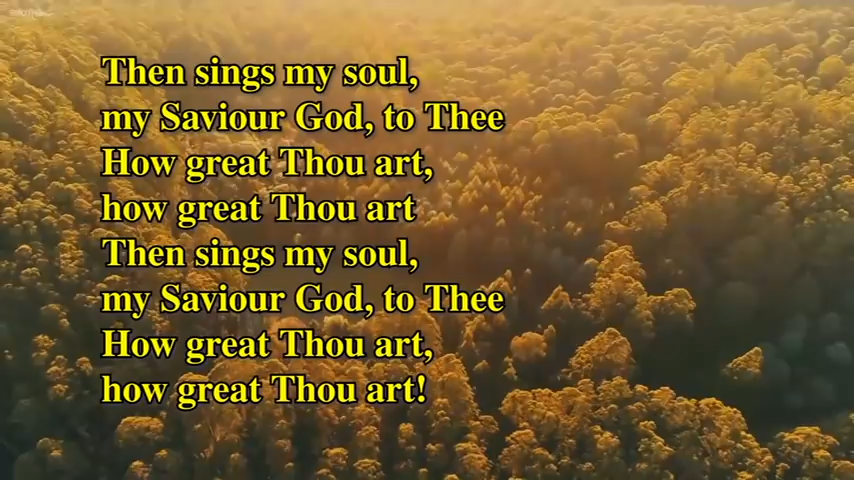 Then sings my soul,
my Saviour God, to Thee
How great Thou art,
how great Thou art
Then sings my soul,
my Saviour God, to Thee
How great Thou art,
how great Thou art!